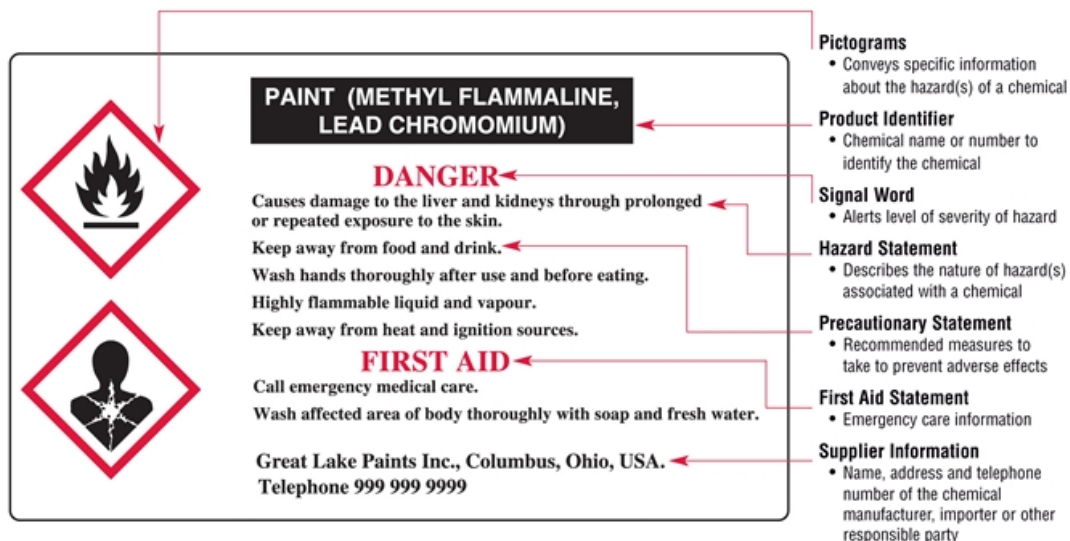 PAINT (METHYL FLAMMALINE,
LEAD CHROMOMIUM)
DANGER
Causes damage to the liver and kidneys through prolonged
or repeated exposure to the skin.
Keep away from food and drink.
Wash hands thoroughly after use and before eating.
Highly flammable liquid and vapour.
Keep away from heat and ignition sources.
FIRST AID
Call emergency medical care.
Wash affected area of body thoroughly with soap and fresh water.
Great Lake Paints Inc., Columbus, Ohio, USA.
Telephone 999 999 9999
Pictograms
• Conveys specific information
about the hazard(s) of a chemical
Product Identifier
• Chemical name or number to
identify the chemical
Signal Word
• Alerts level of severity of hazard
Hazard Statement
• Describes the nature of hazard(s)
associated with a chemical
Precautionary Statement
• Recommended measures to
take to prevent adverse effects
First Aid Statement
• Emergency care information
Supplier Information
• Name, address and telephone
number of the chemical
manufacturer, importer or other
responsible party